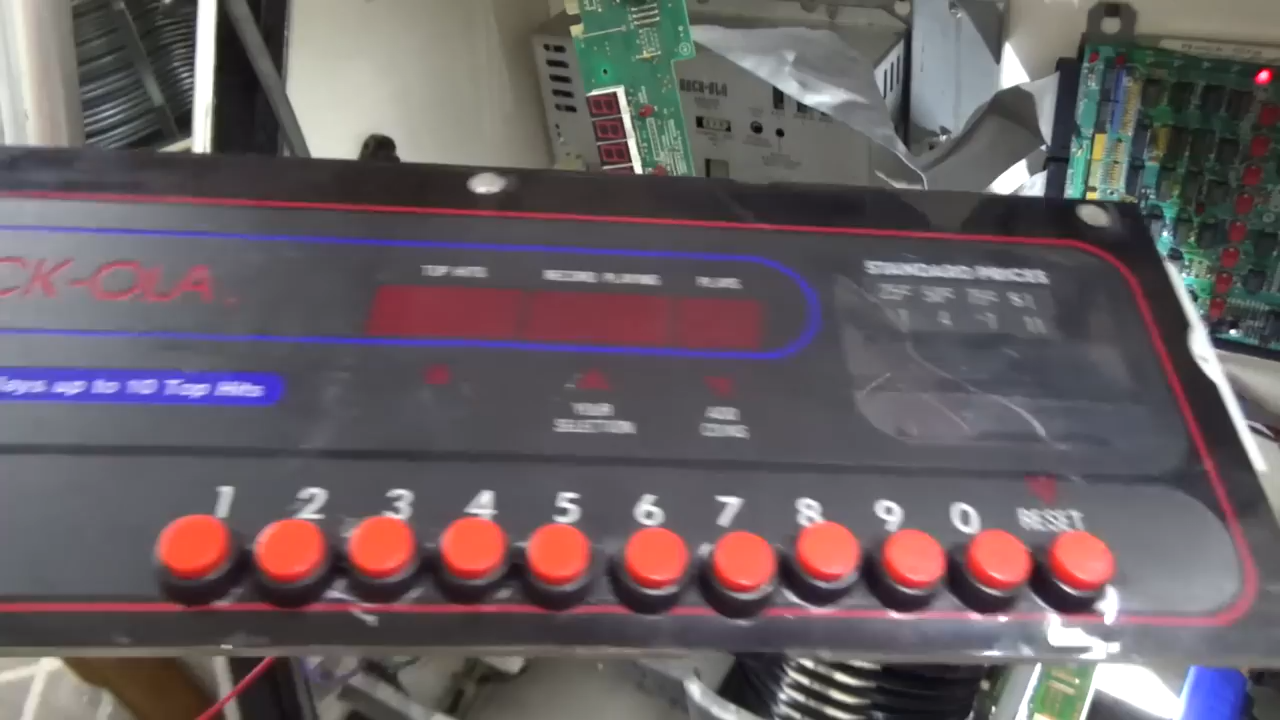 ROCK-OLA
CK-OLA
TOP HITS
RECORD PLAYING
PLAYS
STANDARD PRICES
25¢ 50¢ $1
lays up to 10 Top Hits
YOUR
SELECTION
ADD
COINS
1 2 3 4 5 6 7 8 9 0
RESET